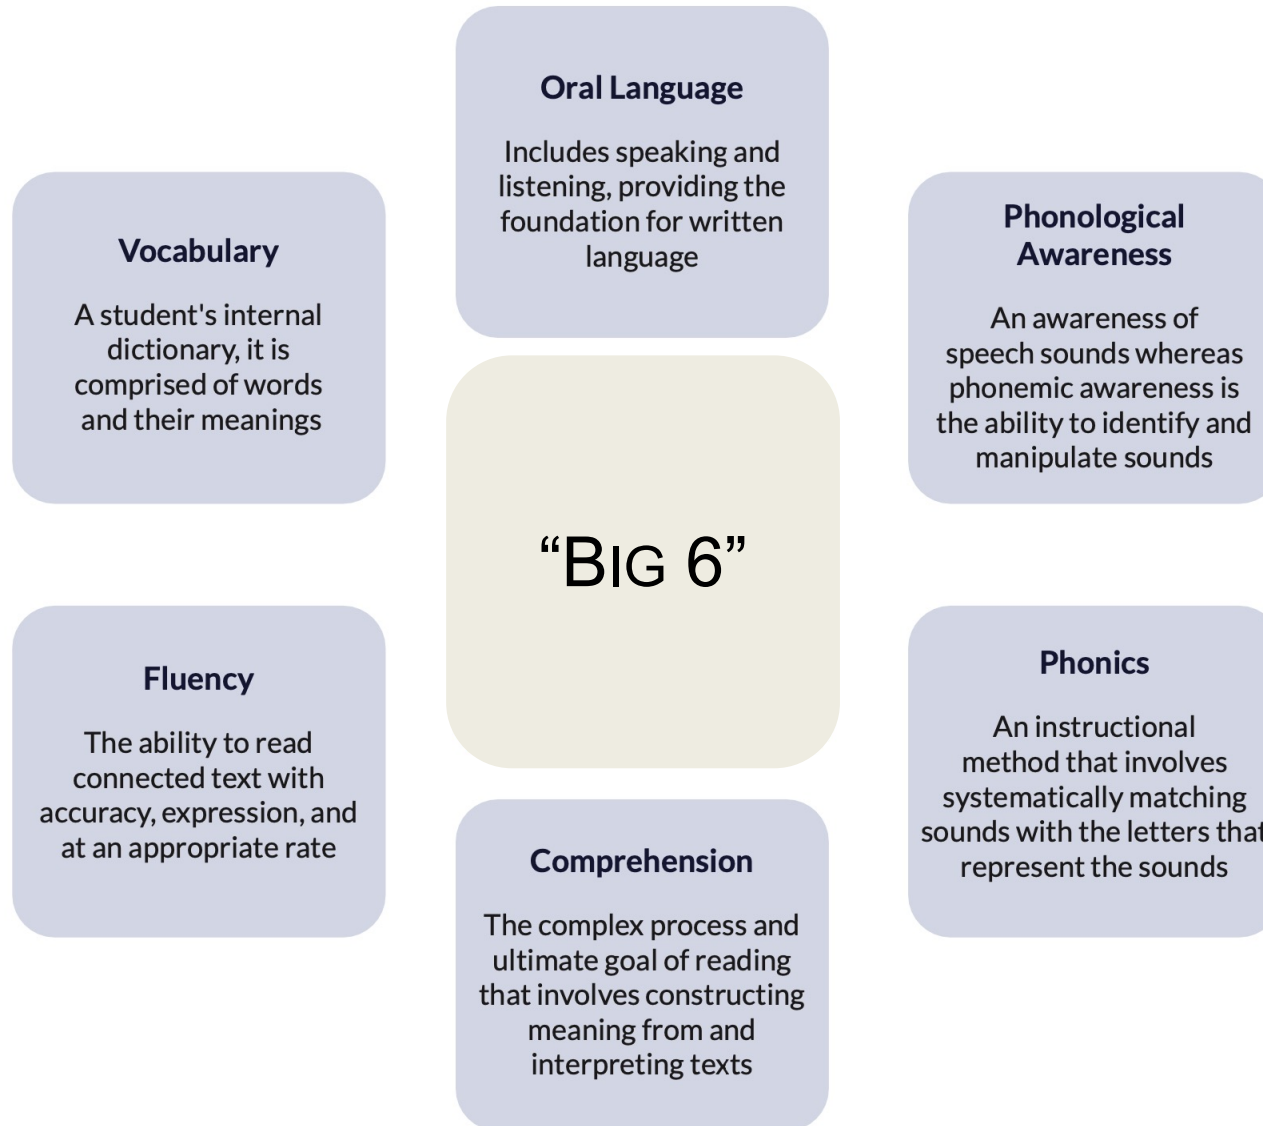 Oral Language
Includes speaking and
listening, providing the
foundation for written
language
Phonological
Awareness
An awareness of
speech sounds whereas
phonemic awareness is
the ability to identify and
manipulate sounds
Phonics
An instructional
method that involves
systematically matching
sounds with the letters that
represent the sounds
Comprehension
The complex process and
ultimate goal of reading
that involves constructing
meaning from and
interpreting texts
Fluency
The ability to read
connected text with
accuracy, expression, and
at an appropriate rate
Vocabulary
A student's internal
dictionary, it is
comprised of words
and their meanings
“BIG 6”